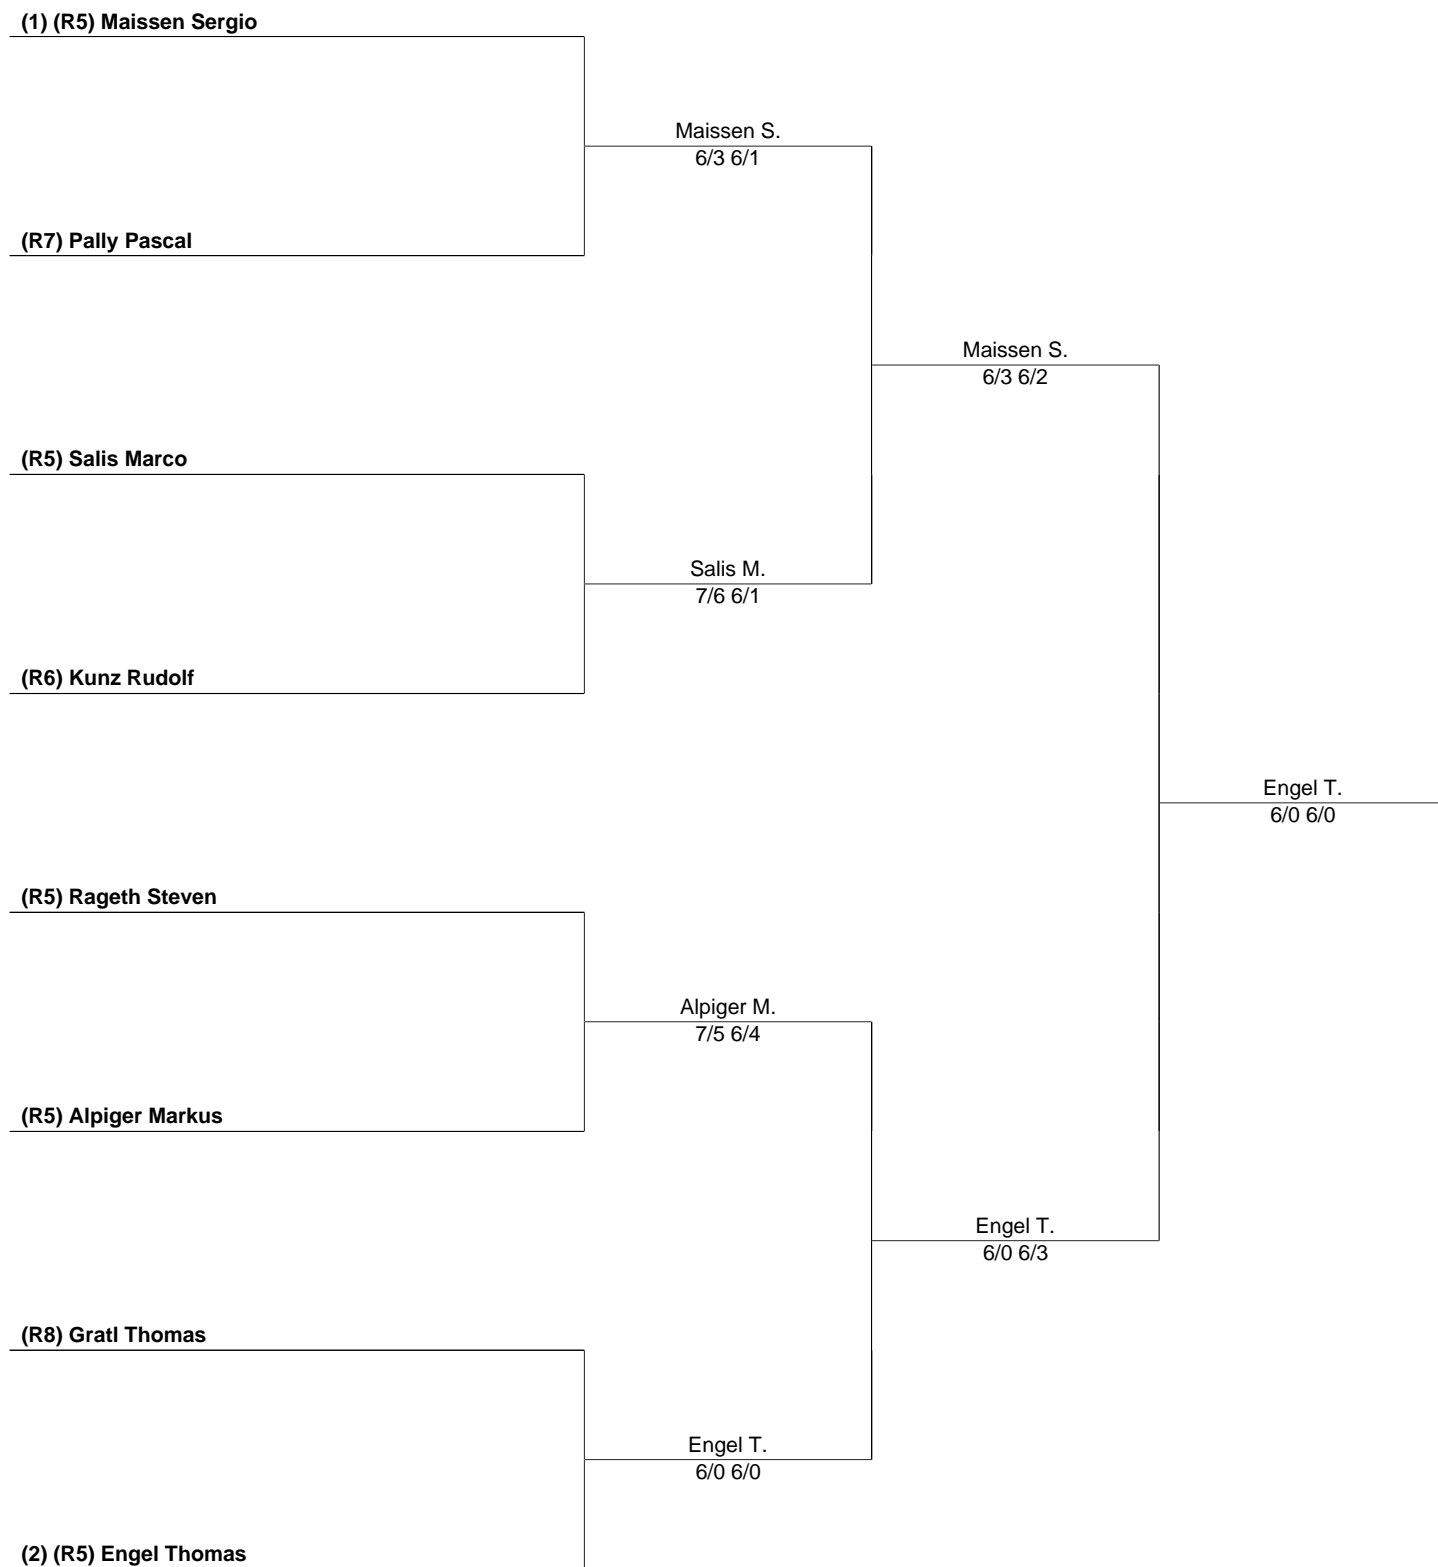 (1) (R5) Maissen Sergio
Maissen S.
6/3 6/1
(R7) Pally Pascal
Maissen S.
6/3 6/2
(R5) Salis Marco
Salis M.
7/6 6/1
(R6) Kunz Rudolf
Engel T.
6/0 6/0
(R5) Rageth Steven
Alpiger M.
7/5 6/4
(R5) Alpiger Markus
Engel T.
6/0 6/3
(R8) Gratl Thomas
Engel T.
6/0 6/0
(2) (R5) Engel Thomas